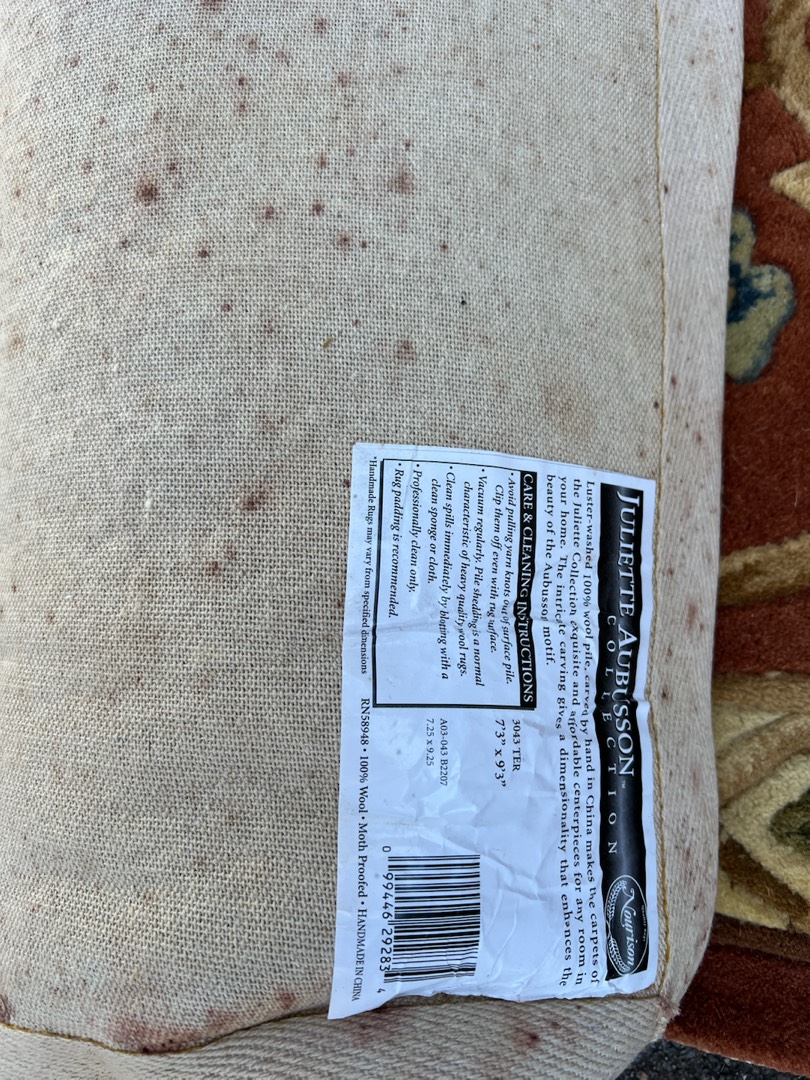 JULIETTE AUBUSSON™
COLLECTION
Nourison
Luster-washed 100% wool pile, carved by hand in China makes the carpets of
the Juliette Collection exquisite and affordable centerpieces for any room in
your home. The intricate carving gives a dimensionality that enhances the
beauty of the Aubusson motif.
CARE & CLEANING INSTRUCTIONS
• Avoid pulling yarn knots out of surface pile.
Clip them off even with rug surface.
• Vacuum regularly. Pile shedding is a normal
characteristic of heavy quality wool rugs.
• Clean spills immediately by blotting with a
clean sponge or cloth.
• Professionally clean only.
• Rug padding is recommended.
3043 TER
7'3" x 9'3"
A03-043 B2207
7.25 x 9.25
0 99446 29283 4
*Handmade Rugs may vary from specified dimensions
RN58948 • 100% Wool • Moth Proofed • HANDMADE IN CHINA